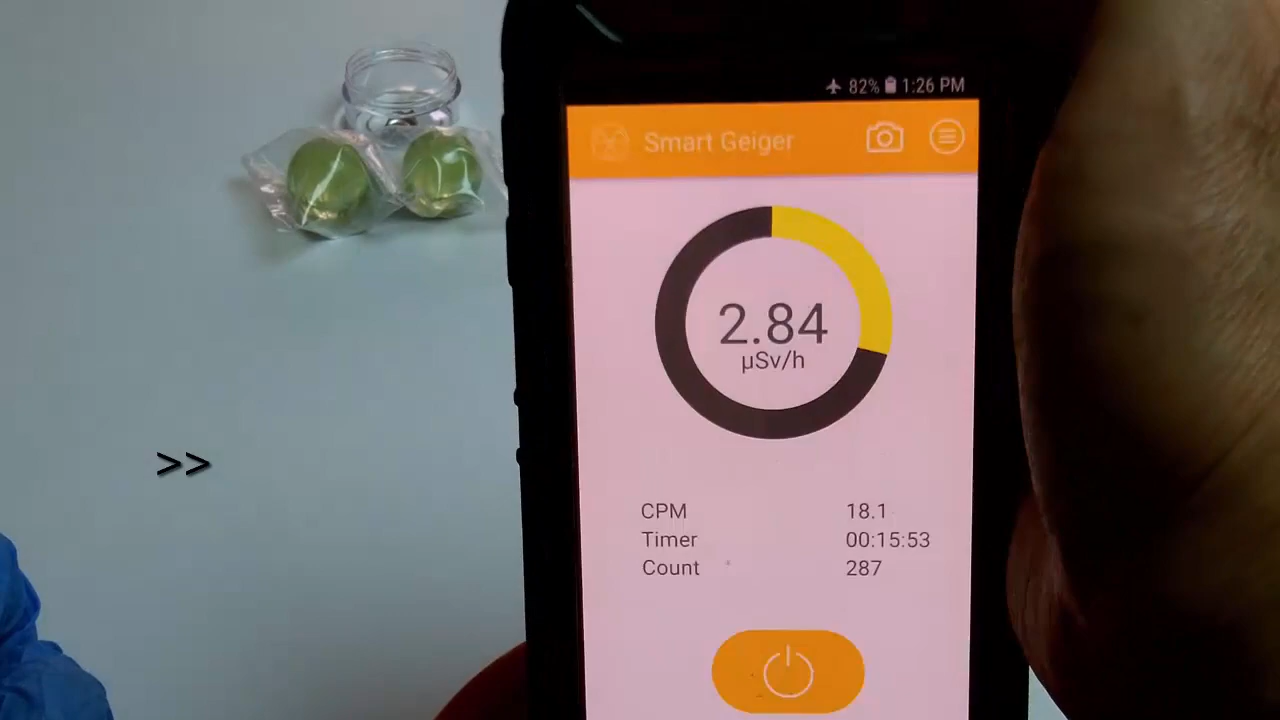 82% 1:26 PM
Smart Geiger
2.84
µSv/h
>>
CPM 18.1
Timer 00:15:53
Count 287